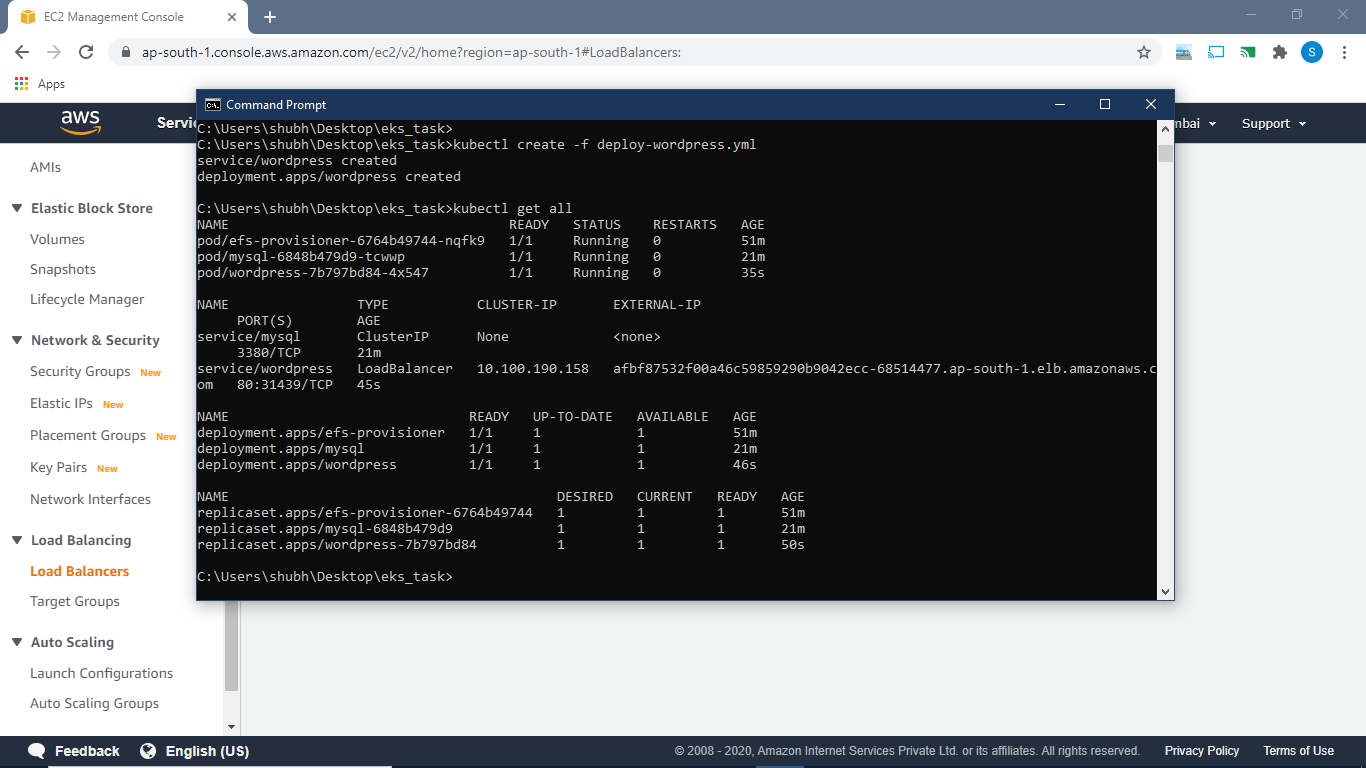 EC2 Management Console
ap-south-1.console.aws.amazon.com/ec2/v2/home?region=ap-south-1#LoadBalancers:
S
Apps
aws
Servi
Support
AMIs
Elastic Block Store
Volumes
Snapshots
Lifecycle Manager
Network & Security
Security Groups New
Elastic IPs New
Placement Groups New
Key Pairs New
Network Interfaces
Load Balancing
Load Balancers
Target Groups
Auto Scaling
Launch Configurations
Auto Scaling Groups
Command Prompt
C:\Users\shubh\Desktop\eks_task>
C:\Users\shubh\Desktop\eks_task>kubectl create -f deploy-wordpress.yml
service/wordpress created
deployment.apps/wordpress created
C:\Users\shubh\Desktop\eks_task>kubectl get all
NAME READY STATUS RESTARTS AGE
pod/efs-provisioner-6764b49744-nqfk9 1/1 Running 0 51m
pod/mysql-6848b479d9-tcwwp 1/1 Running 0 21m
pod/wordpress-7b797bd84-4x547 1/1 Running 0 35s
NAME TYPE CLUSTER-IP EXTERNAL-IP
PORT(S) AGE
service/mysql ClusterIP None <none>
3380/TCP 21m
service/wordpress LoadBalancer 10.100.190.158 afbf87532f00a46c59859290b9042ecc-68514477.ap-south-1.elb.amazonaws.c
om 80:31439/TCP 45s
NAME READY UP-TO-DATE AVAILABLE AGE
deployment.apps/efs-provisioner 1/1 1 1 51m
deployment.apps/mysql 1/1 1 1 21m
deployment.apps/wordpress 1/1 1 1 46s
NAME DESIRED CURRENT READY AGE
replicaset.apps/efs-provisioner-6764b49744 1 1 1 51m
replicaset.apps/mysql-6848b479d9 1 1 1 21m
replicaset.apps/wordpress-7b797bd84 1 1 1 50s
C:\Users\shubh\Desktop\eks_task>
Feedback English (US)
© 2008 - 2020, Amazon Internet Services Private Ltd. or its affiliates. All rights reserved. Privacy Policy Terms of Use